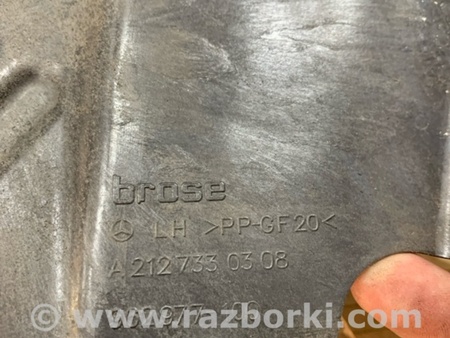 brose
LH >PP-GF20<
A 212 733 03 08
www.razborki.com